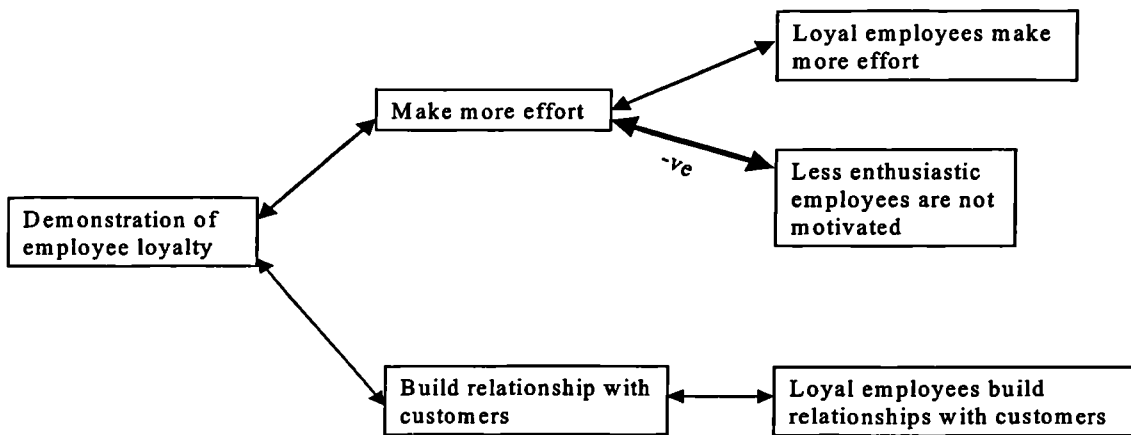 Loyal employees make
more effort
Make more effort
-ve
Less enthusiastic
employees are not
motivated
Demonstration of
employee loyalty
Build relationship with
customers
Loyal employees build
relationships with customers